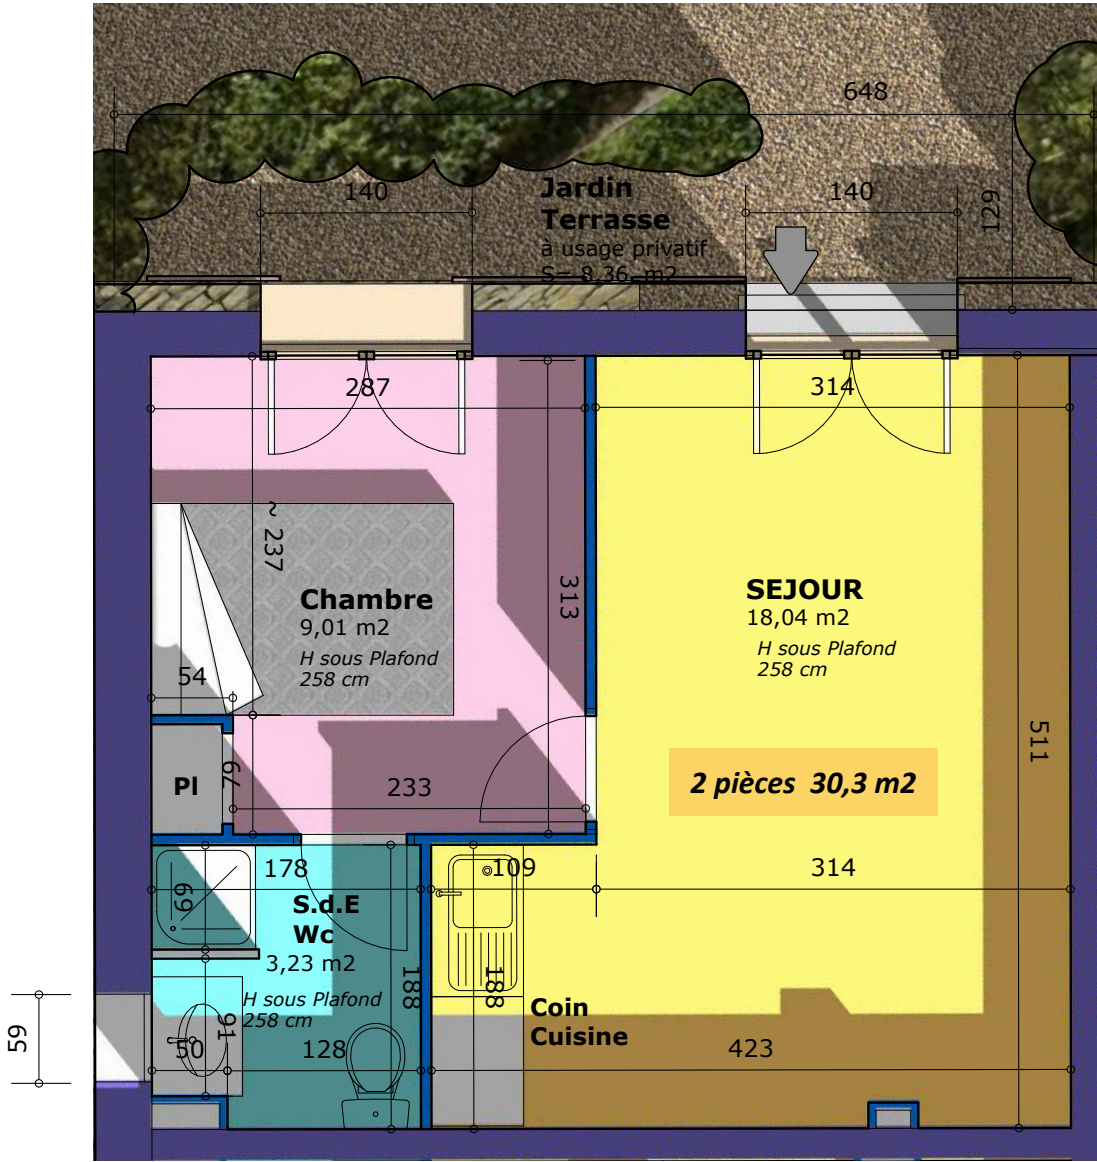 648
140
Jardin
Terrasse
à usage privatif
S= 8,36 m2
140
129
287
314
~ 237
313
Chambre
9,01 m2
H sous Plafond
258 cm
SEJOUR
18,04 m2
H sous Plafond
258 cm
54
511
Pl
79
233
2 pièces 30,3 m2
178
109
314
69
S.d.E
Wc
3,23 m2
H sous Plafond
258 cm
188
188
Coin
Cuisine
59
91
50
128
423